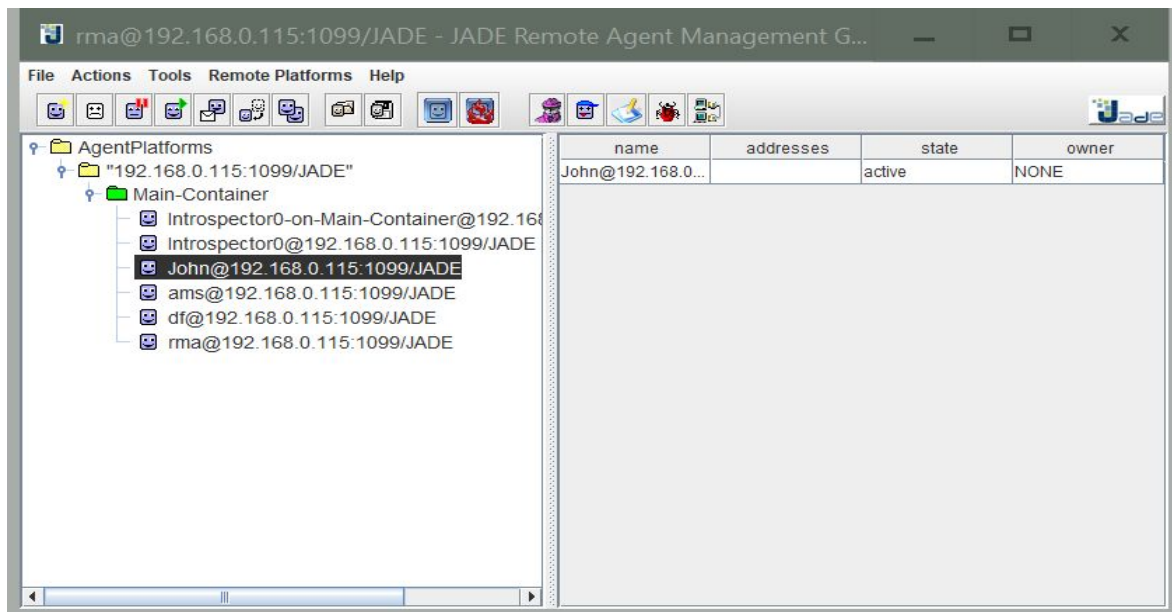 rma@192.168.0.115:1099/JADE - JADE Remote Agent Management G...
File Actions Tools Remote Platforms Help
Jade
AgentPlatforms
"192.168.0.115:1099/JADE"
Main-Container
Introspector0-on-Main-Container@192.168
Introspector0@192.168.0.115:1099/JADE
John@192.168.0.115:1099/JADE
ams@192.168.0.115:1099/JADE
df@192.168.0.115:1099/JADE
rma@192.168.0.115:1099/JADE
name addresses state owner
John@192.168.0... active NONE